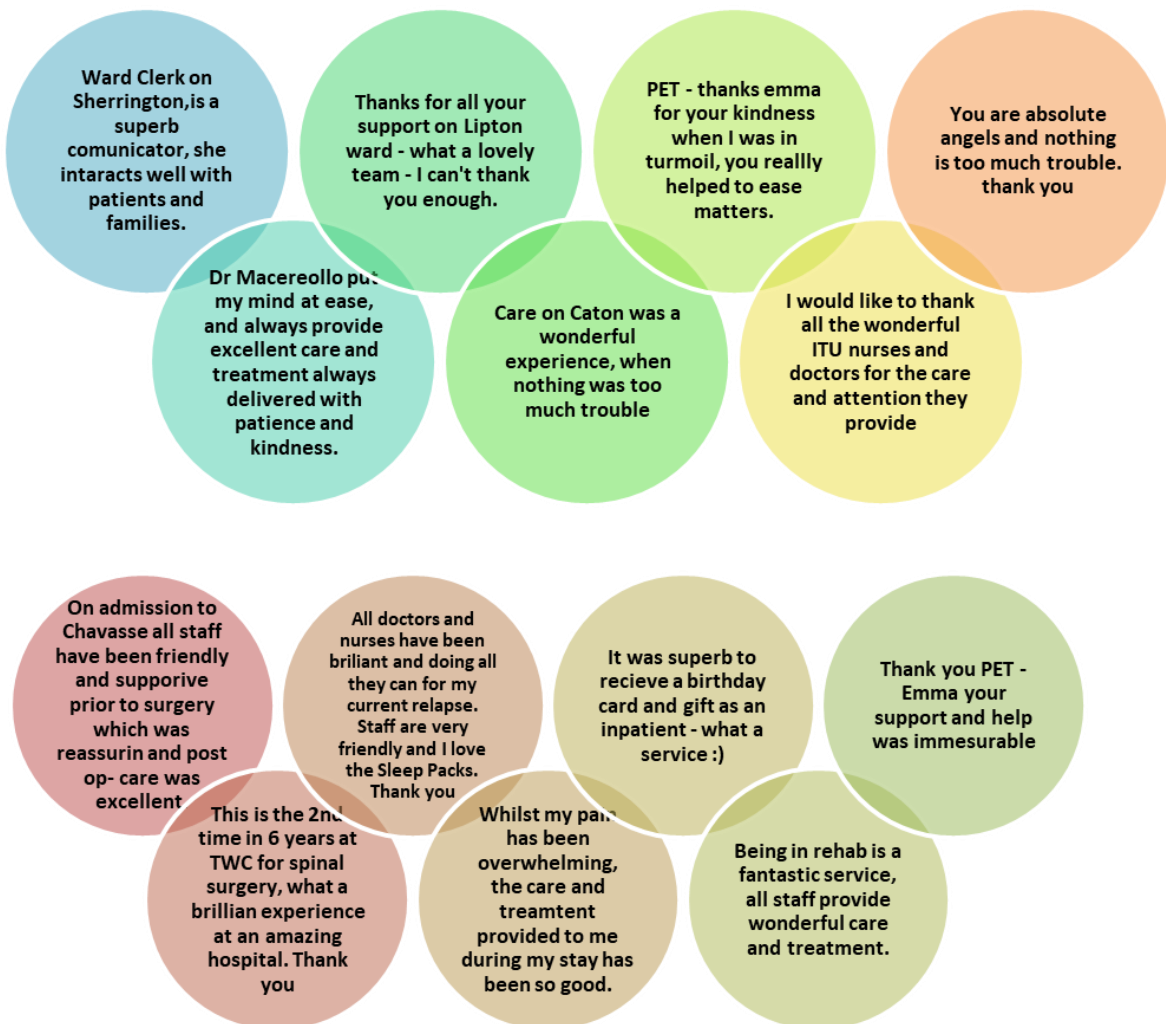 Ward Clerk on
Sherrington,is a
superb
comunicator, she
intaracts well with
patients and
families.
Thanks for all your
support on Lipton
ward - what a lovely
team - I can't thank
you enough.
PET - thanks emma
for your kindness
when I was in
turmoil, you reallly
helped to ease
matters.
You are absolute
angels and nothing
is too much trouble.
thank you
Dr Macereollo put
my mind at ease,
and always provide
excellent care and
treatment always
delivered with
patience and
kindness.
Care on Caton was a
wonderful
experience, when
nothing was too
much trouble
I would like to thank
all the wonderful
ITU nurses and
doctors for the care
and attention they
provide
On admission to
Chavasse all staff
have been friendly
and supporive
prior to surgery
which was
reassurin and post
op- care was
excellent
All doctors and
nurses have been
briliant and doing all
they can for my
current relapse.
Staff are very
friendly and I love
the Sleep Packs.
Thank you
It was superb to
recieve a birthday
card and gift as an
inpatient - what a
service :)
Thank you PET -
Emma your
support and help
was immesurable
This is the 2nd
time in 6 years at
TWC for spinal
surgery, what a
brillian experience
at an amazing
hospital. Thank
you
Whilst my pain
has been
overwhelming,
the care and
treamtent
provided to me
during my stay has
been so good.
Being in rehab is a
fantastic service,
all staff provide
wonderful care
and treatment.